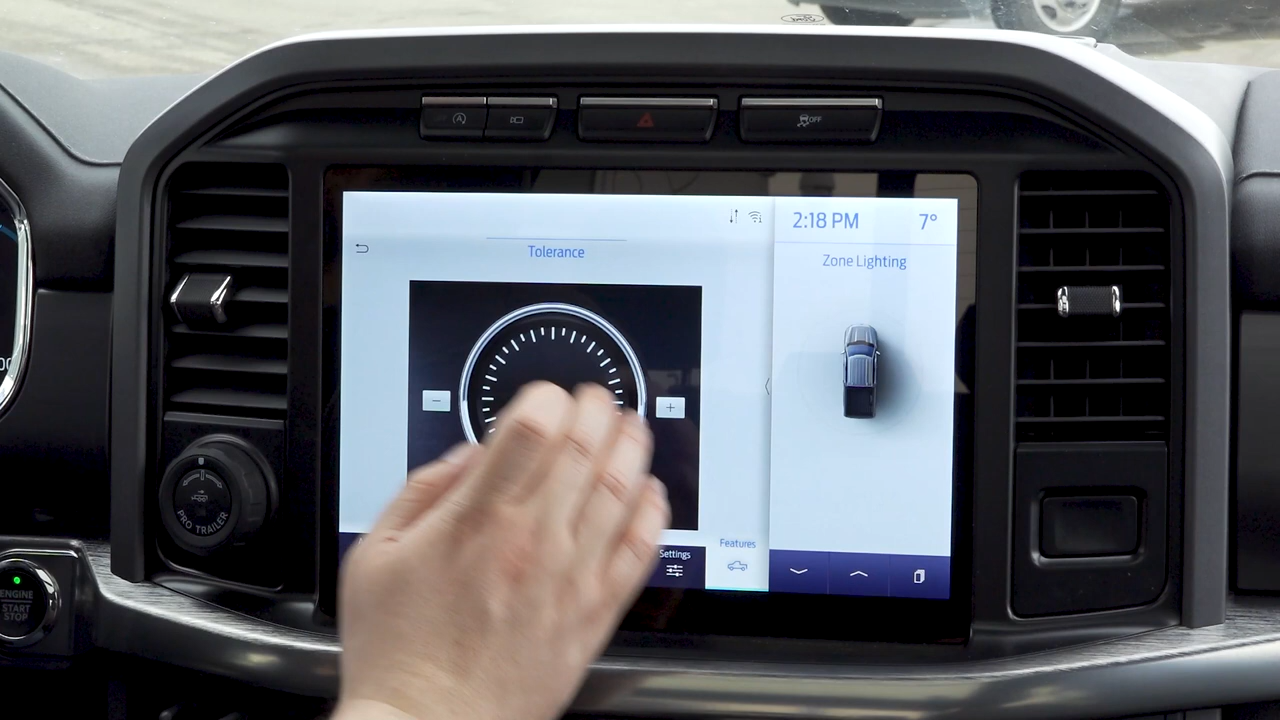 OFF
2:18 PM 7°
Tolerance
Zone Lighting
−
+
PRO TRAILER
Settings
Features
ENGINE
START
STOP